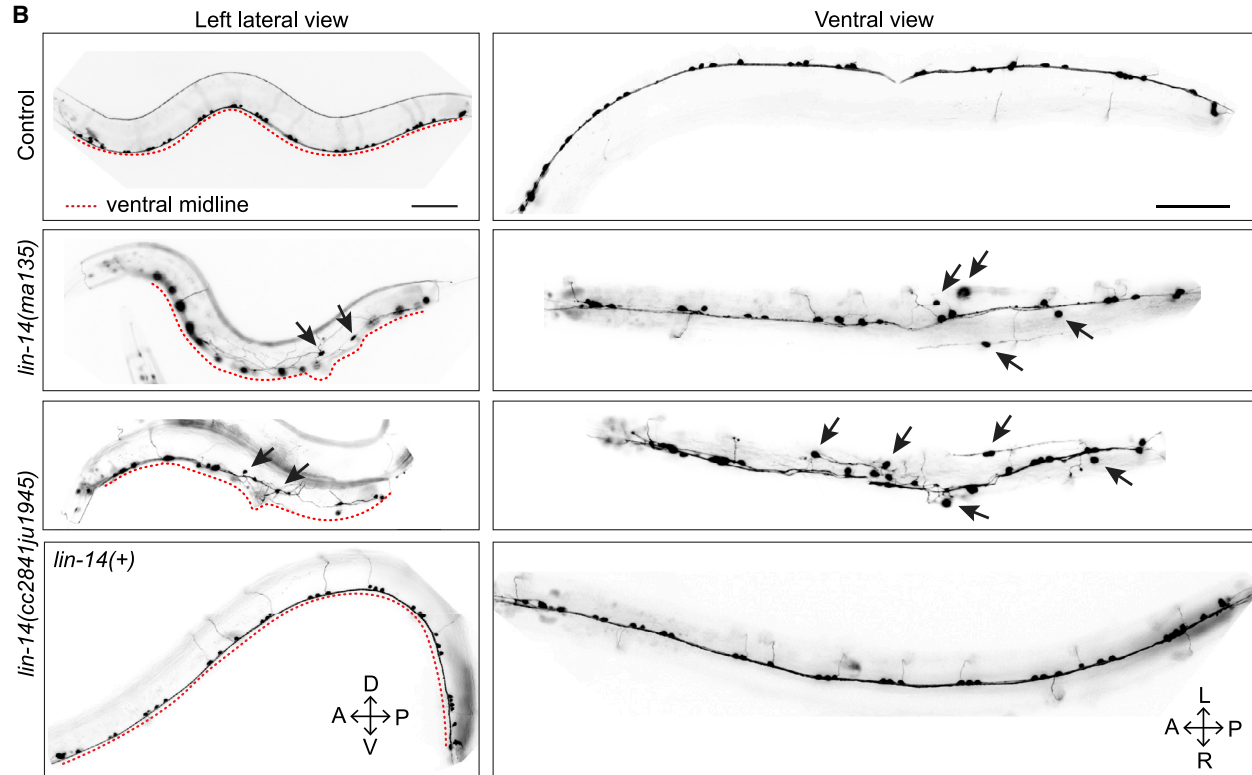 B
Left lateral view
Ventral view
Control
ventral midline
lin-14(ma135)
lin-14(cc2841ju1945)
lin-14(+)
D
A P
V
L
A P
R